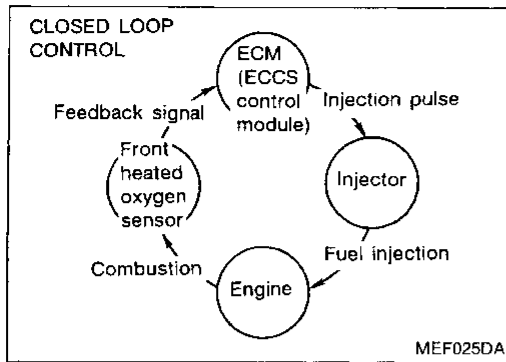 CLOSED LOOP
CONTROL
ECM
(ECCS
control
module)
Injection pulse
Injector
Fuel injection
Engine
Combustion
Front
heated
oxygen
sensor
Feedback signal
MEF025DA